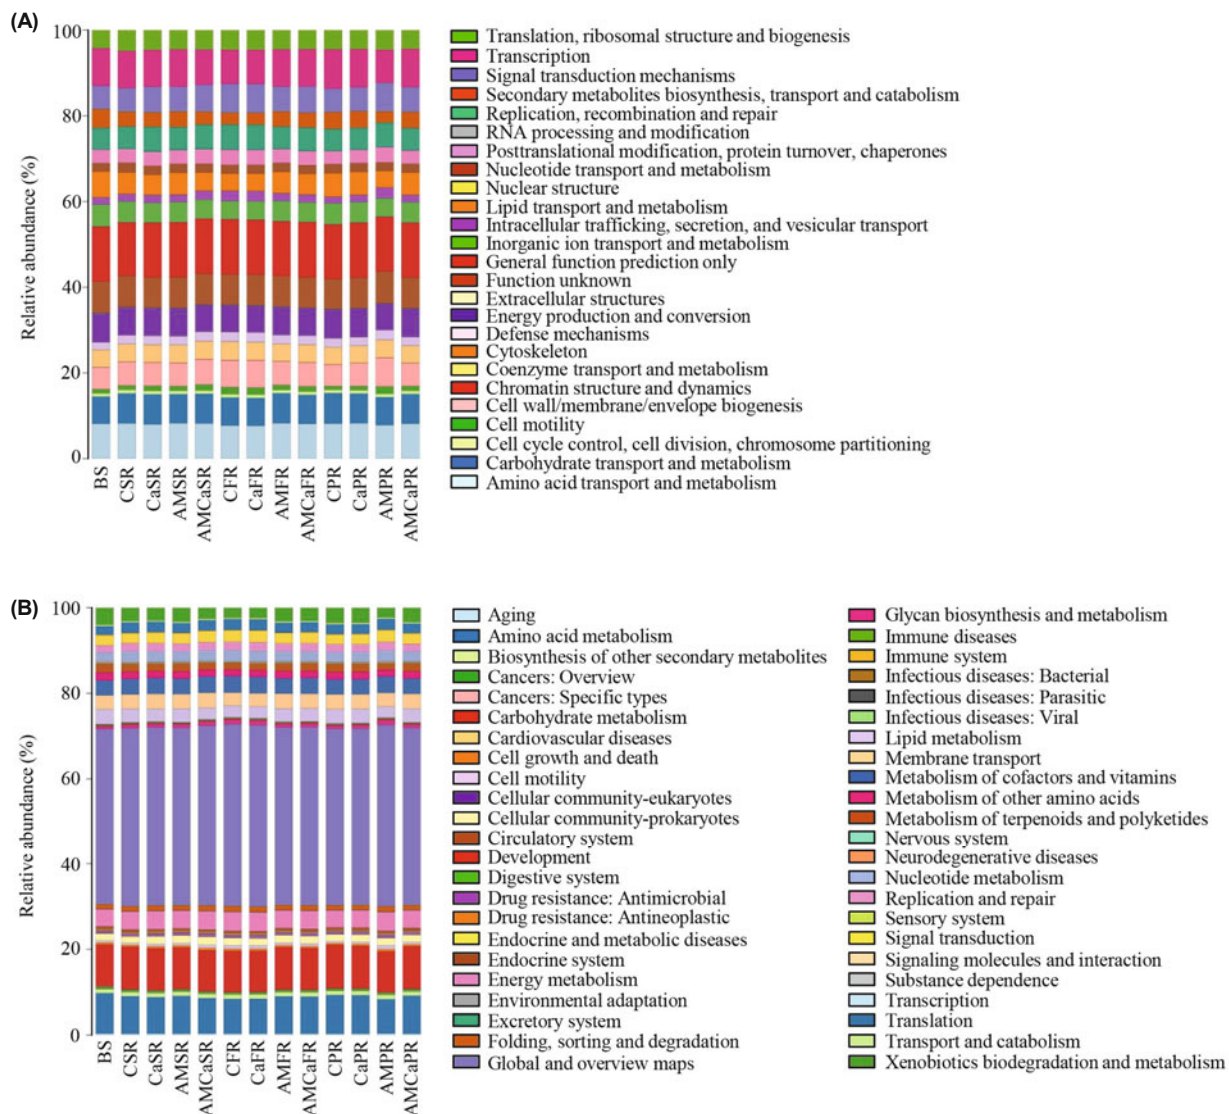 (A)
Relative abundance (%)
100
80
60
40
20
0
BS
CSR
CaSR
AMSR
AMCaSR
CFR
CaFR
AMFR
AMCaFR
CPR
CaPR
AMPR
AMCaPR
Translation, ribosomal structure and biogenesis
Transcription
Signal transduction mechanisms
Secondary metabolites biosynthesis, transport and catabolism
Replication, recombination and repair
RNA processing and modification
Posttranslational modification, protein turnover, chaperones
Nucleotide transport and metabolism
Nuclear structure
Lipid transport and metabolism
Intracellular trafficking, secretion, and vesicular transport
Inorganic ion transport and metabolism
General function prediction only
Function unknown
Extracellular structures
Energy production and conversion
Defense mechanisms
Cytoskeleton
Coenzyme transport and metabolism
Chromatin structure and dynamics
Cell wall/membrane/envelope biogenesis
Cell motility
Cell cycle control, cell division, chromosome partitioning
Carbohydrate transport and metabolism
Amino acid transport and metabolism
(B)
Relative abundance (%)
100
80
60
40
20
0
BS
CSR
CaSR
AMSR
AMCaSR
CFR
CaFR
AMFR
AMCaFR
CPR
CaPR
AMPR
AMCaPR
Aging
Amino acid metabolism
Biosynthesis of other secondary metabolites
Cancers: Overview
Cancers: Specific types
Carbohydrate metabolism
Cardiovascular diseases
Cell growth and death
Cell motility
Cellular community-eukaryotes
Cellular community-prokaryotes
Circulatory system
Development
Digestive system
Drug resistance: Antimicrobial
Drug resistance: Antineoplastic
Endocrine and metabolic diseases
Endocrine system
Energy metabolism
Environmental adaptation
Excretory system
Folding, sorting and degradation
Global and overview maps
Glycan biosynthesis and metabolism
Immune diseases
Immune system
Infectious diseases: Bacterial
Infectious diseases: Parasitic
Infectious diseases: Viral
Lipid metabolism
Membrane transport
Metabolism of cofactors and vitamins
Metabolism of other amino acids
Metabolism of terpenoids and polyketides
Nervous system
Neurodegenerative diseases
Nucleotide metabolism
Replication and repair
Sensory system
Signal transduction
Signaling molecules and interaction
Substance dependence
Transcription
Translation
Transport and catabolism
Xenobiotics biodegradation and metabolism